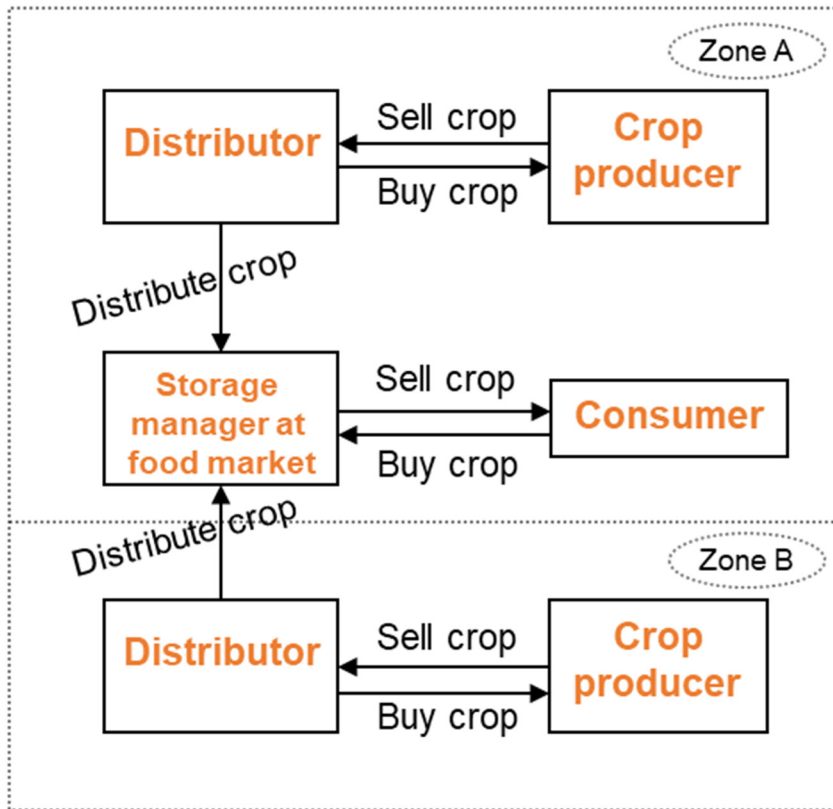 Zone A
Distributor
Sell crop
Buy crop
Crop
producer
Distribute crop
Storage
manager at
food market
Sell crop
Buy crop
Consumer
Distribute crop
Zone B
Distributor
Sell crop
Buy crop
Crop
producer